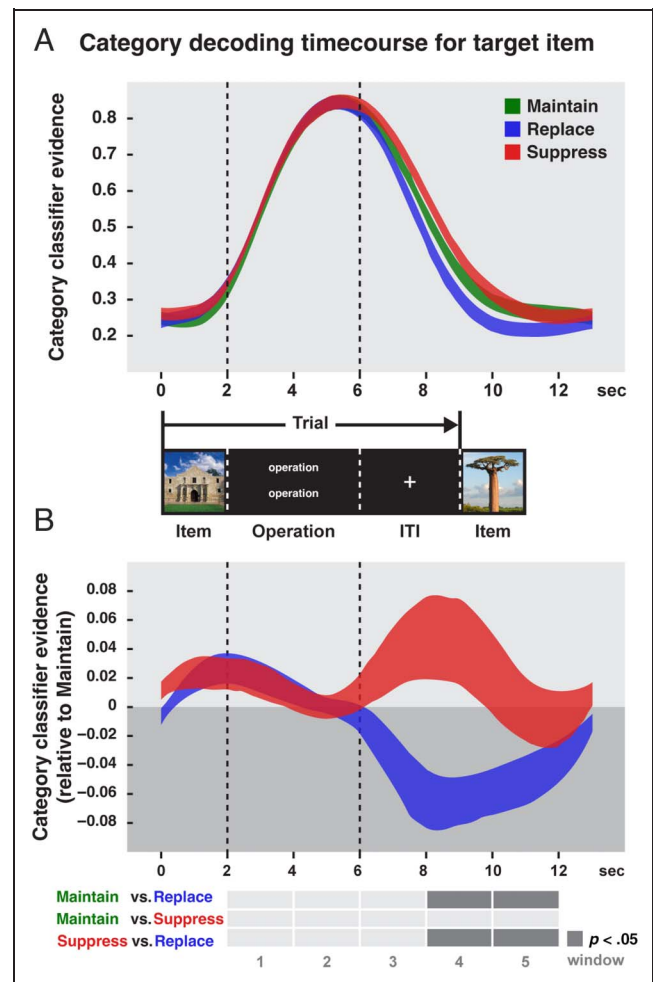 A Category decoding timecourse for target item
Category classifier evidence
0.8
0.7
0.6
0.5
0.4
0.3
0.2
Maintain
Replace
Suppress
0 2 4 6 8 10 12 sec
Trial
operation
operation
+
Item Operation ITI Item
B
Category classifier evidence
(relative to Maintain)
0.08
0.06
0.04
0.02
0
−0.02
−0.04
−0.06
−0.08
0 2 4 6 8 10 12 sec
Maintain vs. Replace
Maintain vs. Suppress
Suppress vs. Replace
p < .05
1 2 3 4 5 window